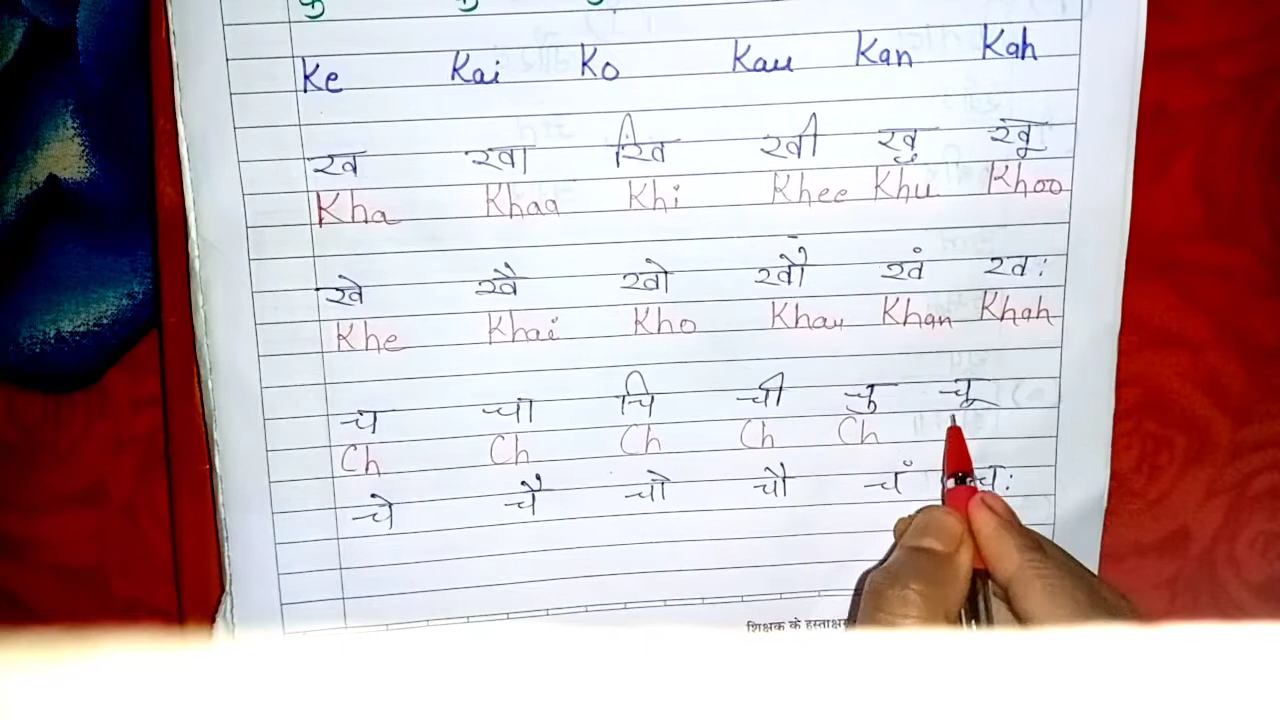 Ke Kai Ko Kau Kan Kah
ख खा खि खी खु खू
Kha Khaa Khi Khee Khu Khoo
खे खै खो खौ खं खः
Khe Khai Kho Khau Khan Khah
च चा चि ची चु चू
Ch Ch Ch Ch Ch
चे चै चो चौ चं चः
शिक्षक के हस्ताक्षर